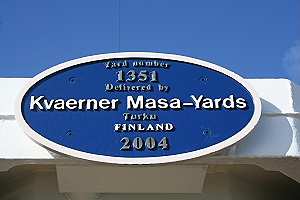 Yard number
1351
Delivered by
Kvaerner Masa-Yards
Turku
FINLAND
2004